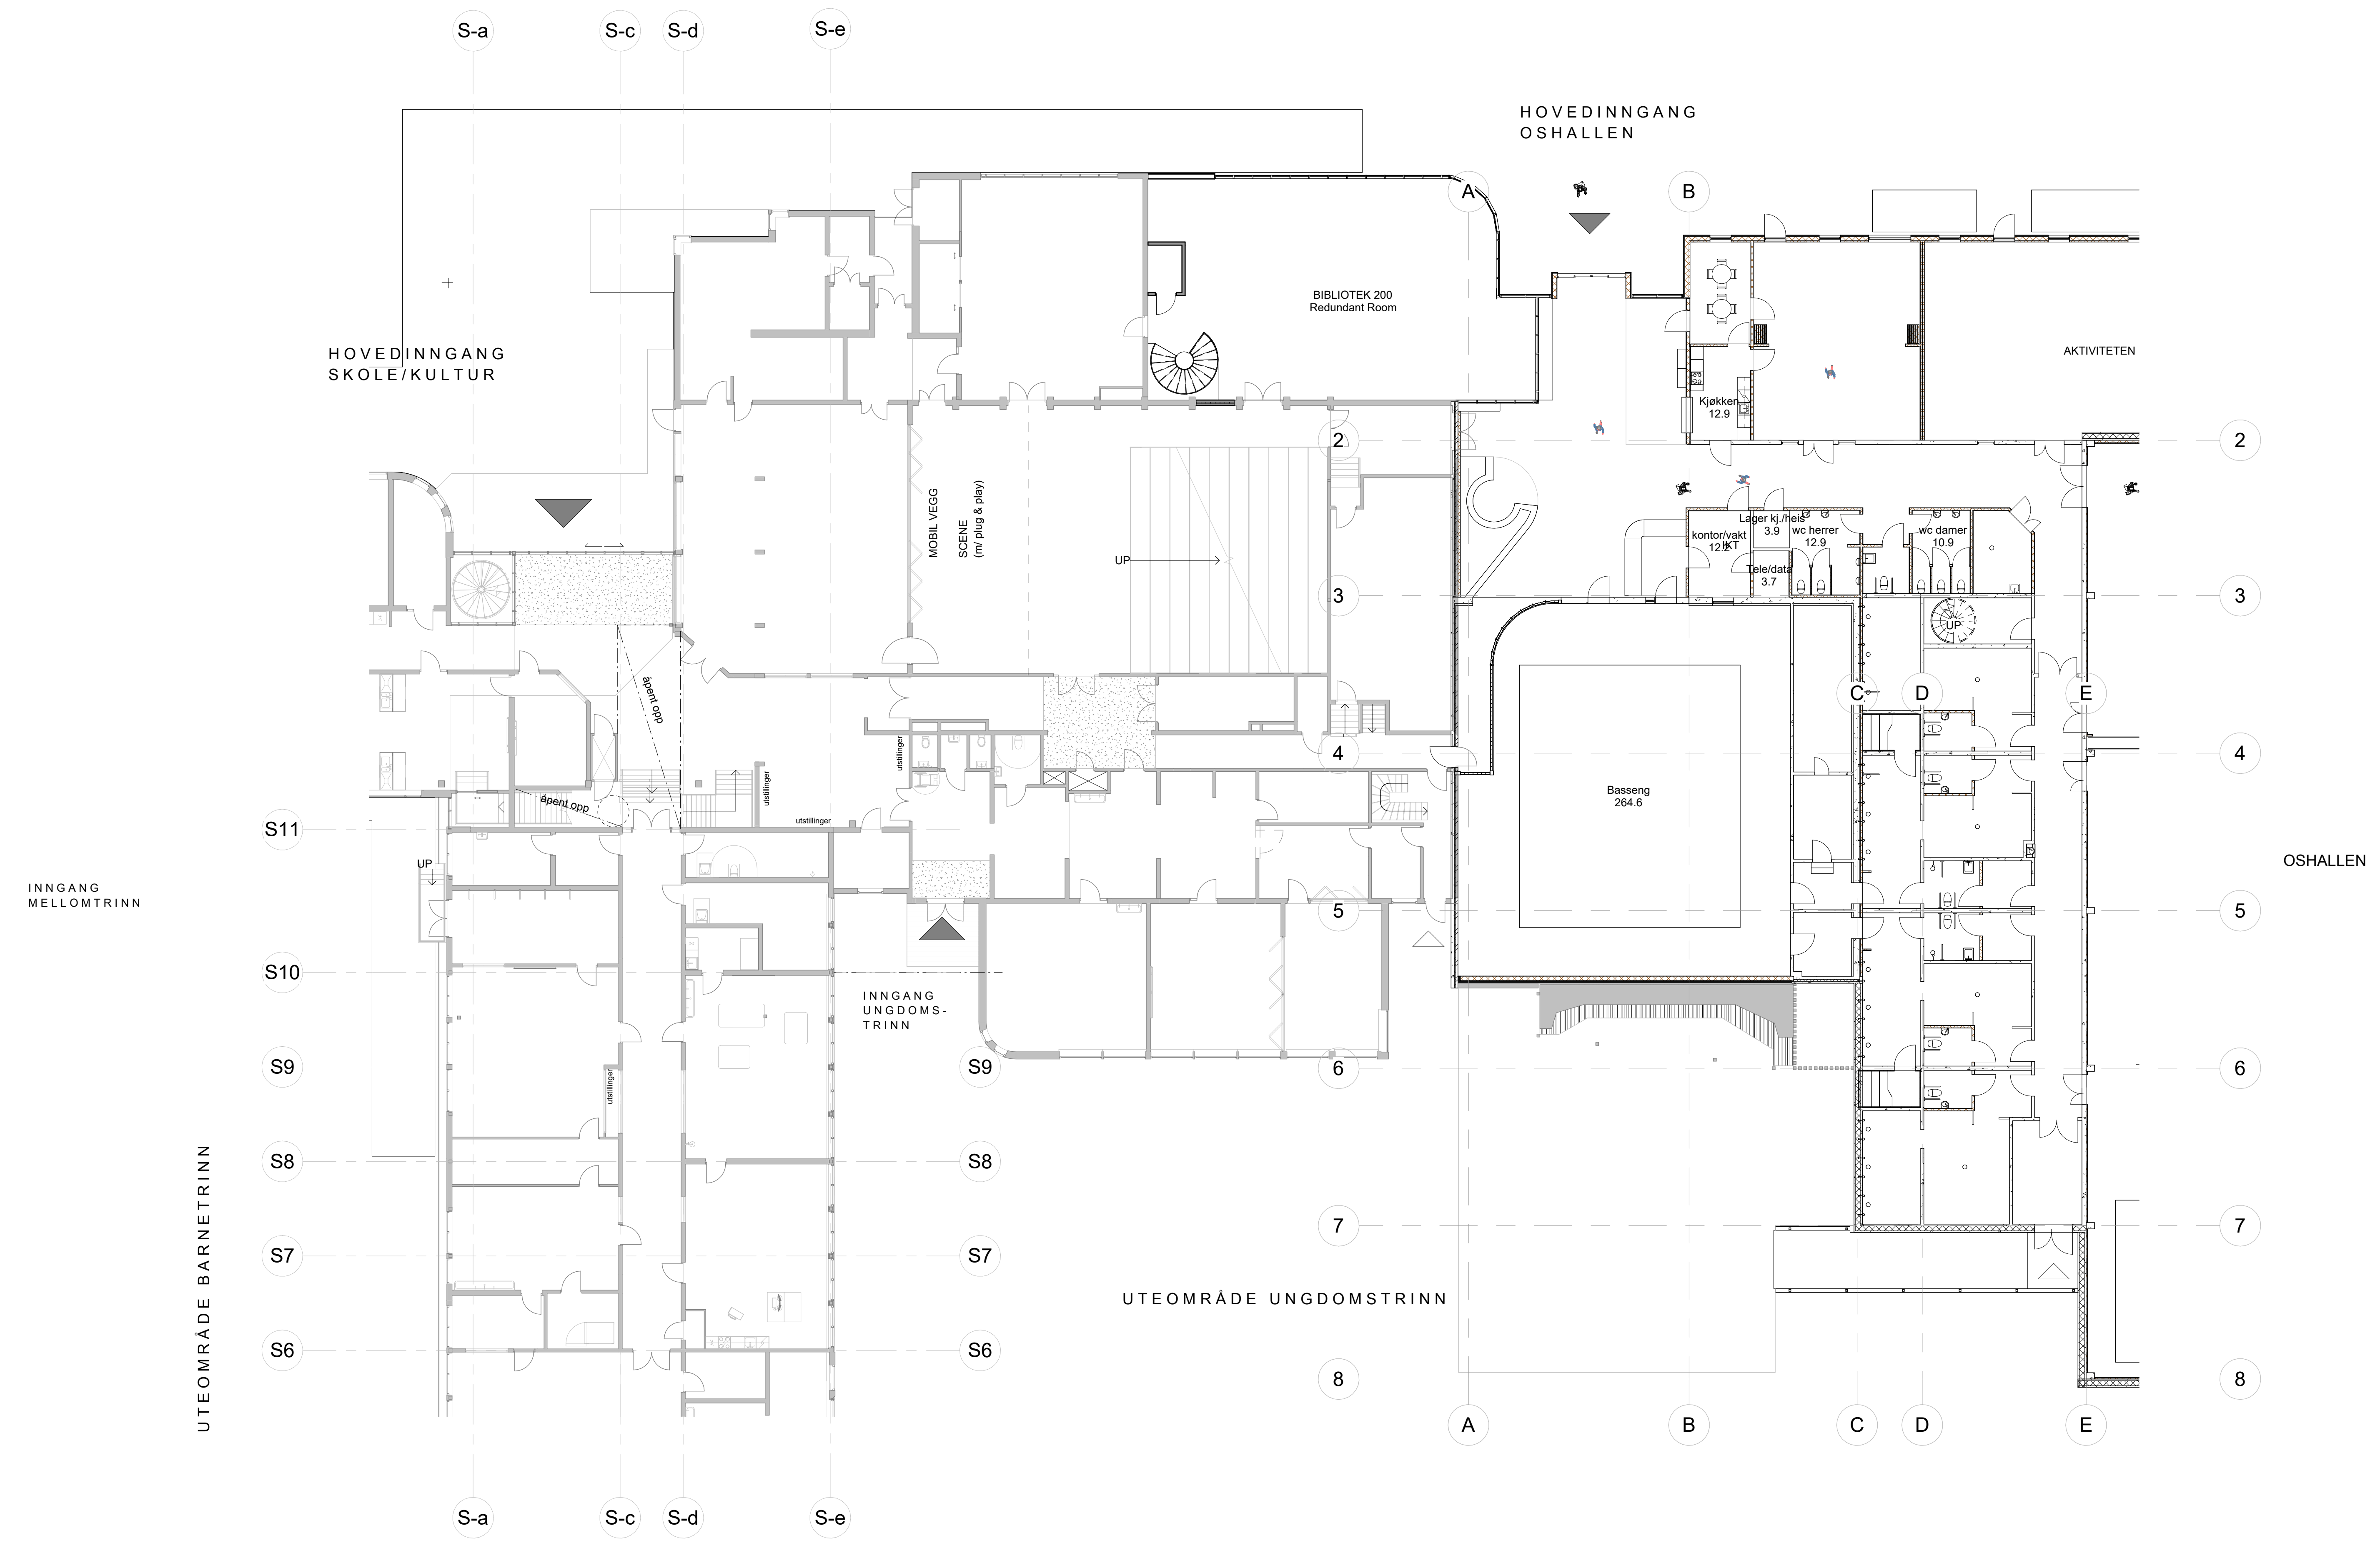 S-a
S-c
S-d
S-e
HOVEDINNGANG
OSHALLEN
A
B
BIBLIOTEK 200
Redundant Room
HOVEDINNGANG
SKOLE/KULTUR
AKTIVITETEN
Kjøkken
12.9
2
2
MOBIL VEGG
SCENE
(m/ plug & play)
UP
Lager kj./heis
3.9
kontor/vakt
12.2
IKT
wc herrer
12.9
wc damer
10.9
Tele/data
3.7
3
3
UP
åpent opp
C
D
E
utstillinger
4
4
åpent opp
utstillinger
utstillinger
Basseng
264.6
S11
UP
OSHALLEN
INNGANG
MELLOMTRINN
5
5
S10
INNGANG
UNGDOMS-
TRINN
S9
S9
6
6
utstillinger
S8
S8
UTEOMRÅDE BARNETRINN
7
7
S7
S7
UTEOMRÅDE UNGDOMSTRINN
S6
S6
8
8
A
B
C
D
E
S-a
S-c
S-d
S-e